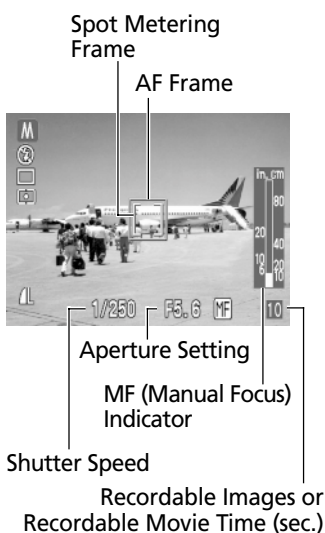 Spot Metering
Frame
AF Frame
M
in. cm
80
20
40
10
20
5
10
L
1/250 F5.6 MF 10
Aperture Setting
MF (Manual Focus)
Indicator
Shutter Speed
Recordable Images or
Recordable Movie Time (sec.)